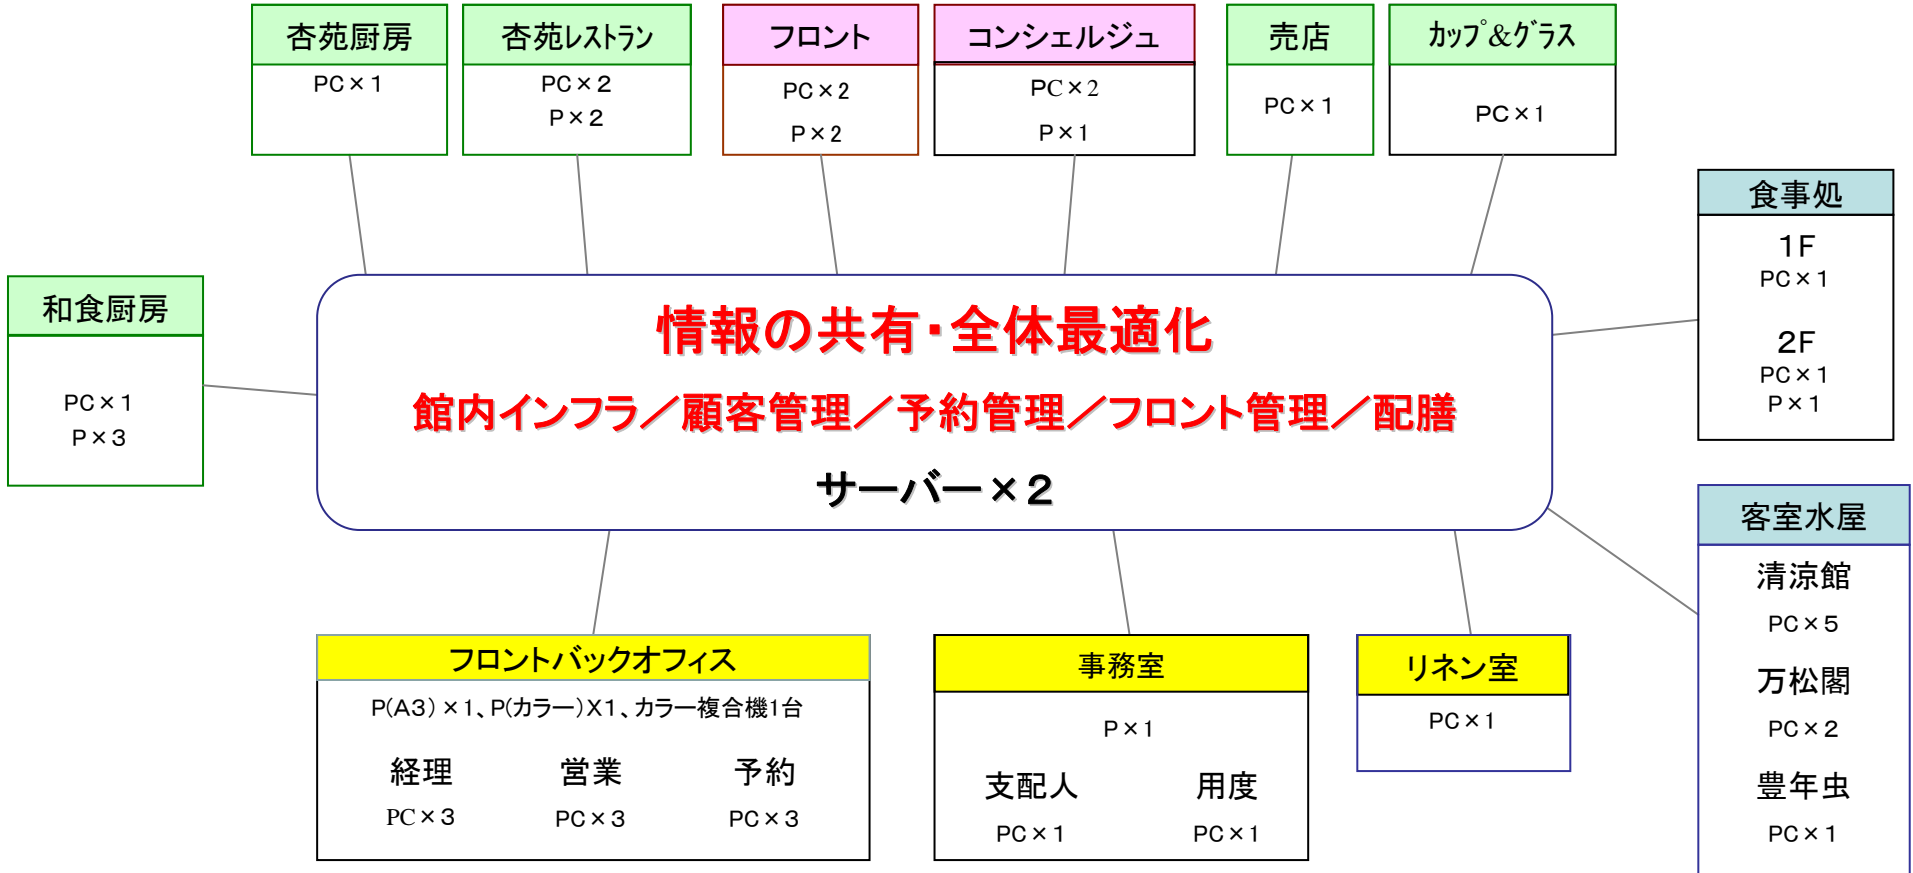 杏苑厨房
PC×1
杏苑ﾚｽﾄﾗﾝ
PC×2
P×2
フロント
PC×2
P×2
コンシェルジュ
PC×2
P×1
売店
PC×1
ｶｯﾌﾟ&ｸﾞﾗｽ
PC×1
食事処
1F
PC×1
2F
PC×1
P×1
和食厨房
PC×1
P×3
情報の共有・全体最適化
館内インフラ／顧客管理／予約管理／フロント管理／配膳
サーバー×2
客室水屋
清涼館
PC×5
万松閣
PC×2
豊年虫
PC×1
フロントバックオフィス
P(A3)×1、P(カラー)X1、カラー複合機1台
経理 営業 予約
PC×3 PC×3 PC×3
事務室
P×1
支配人 用度
PC×1 PC×1
リネン室
PC×1